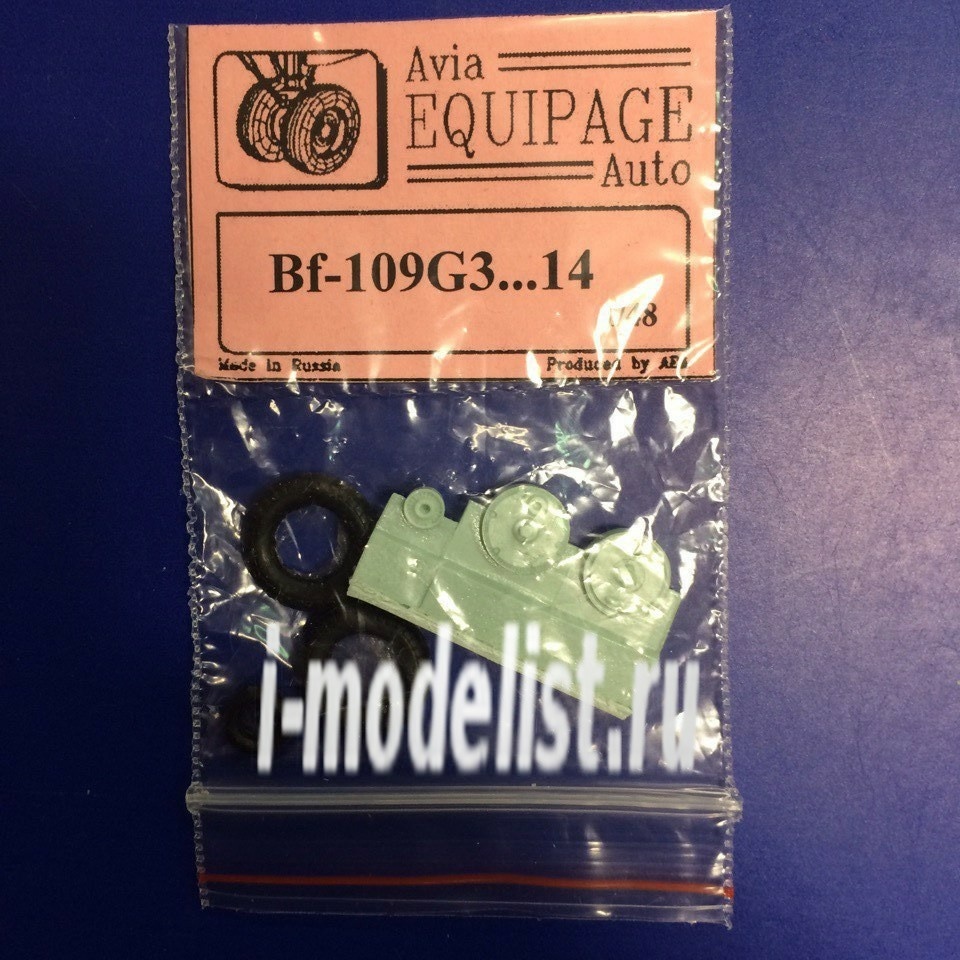 Avia
EQUIPAGE
Auto
Bf-109G3...14
Made in Russia
Produced by
i-modelist.ru